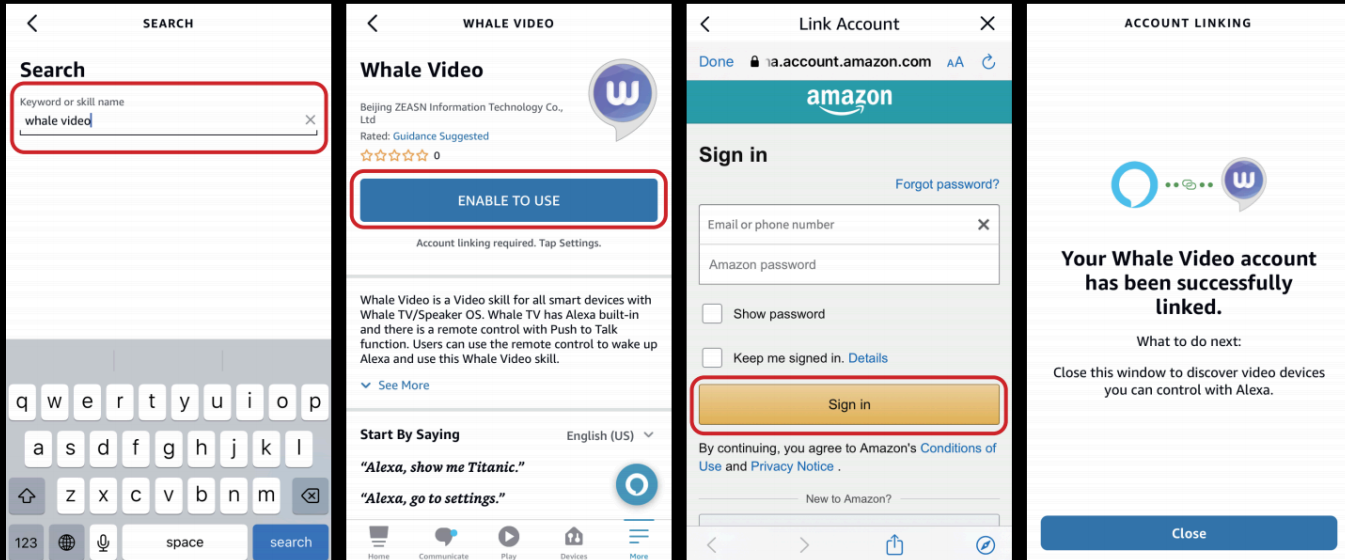 SEARCH
Search
Keyword or skill name
whale video
q w e r t y u i o p
a s d f g h j k l
z x c v b n m
123 space search
WHALE VIDEO
Whale Video
w
Beijing ZEASN Information Technology Co.,
Ltd
Rated: Guidance Suggested
0
ENABLE TO USE
Account linking required. Tap Settings.
Whale Video is a Video skill for all smart devices with
Whale TV/Speaker OS. Whale TV has Alexa built-in
and there is a remote control with Push to Talk
function. Users can use the remote control to wake up
Alexa and use this Whale Video skill.
See More
Start By Saying English (US)
“Alexa, show me Titanic.”
“Alexa, go to settings.”
Home Communicate Play Devices More
Link Account
Done a.account.amazon.com AA
amazon
Sign in
Forgot password?
Email or phone number
Amazon password
Show password
Keep me signed in. Details
Sign in
By continuing, you agree to Amazon's Conditions of
Use and Privacy Notice .
New to Amazon?
ACCOUNT LINKING
w
Your Whale Video account
has been successfully
linked.
What to do next:
Close this window to discover video devices
you can control with Alexa.
Close